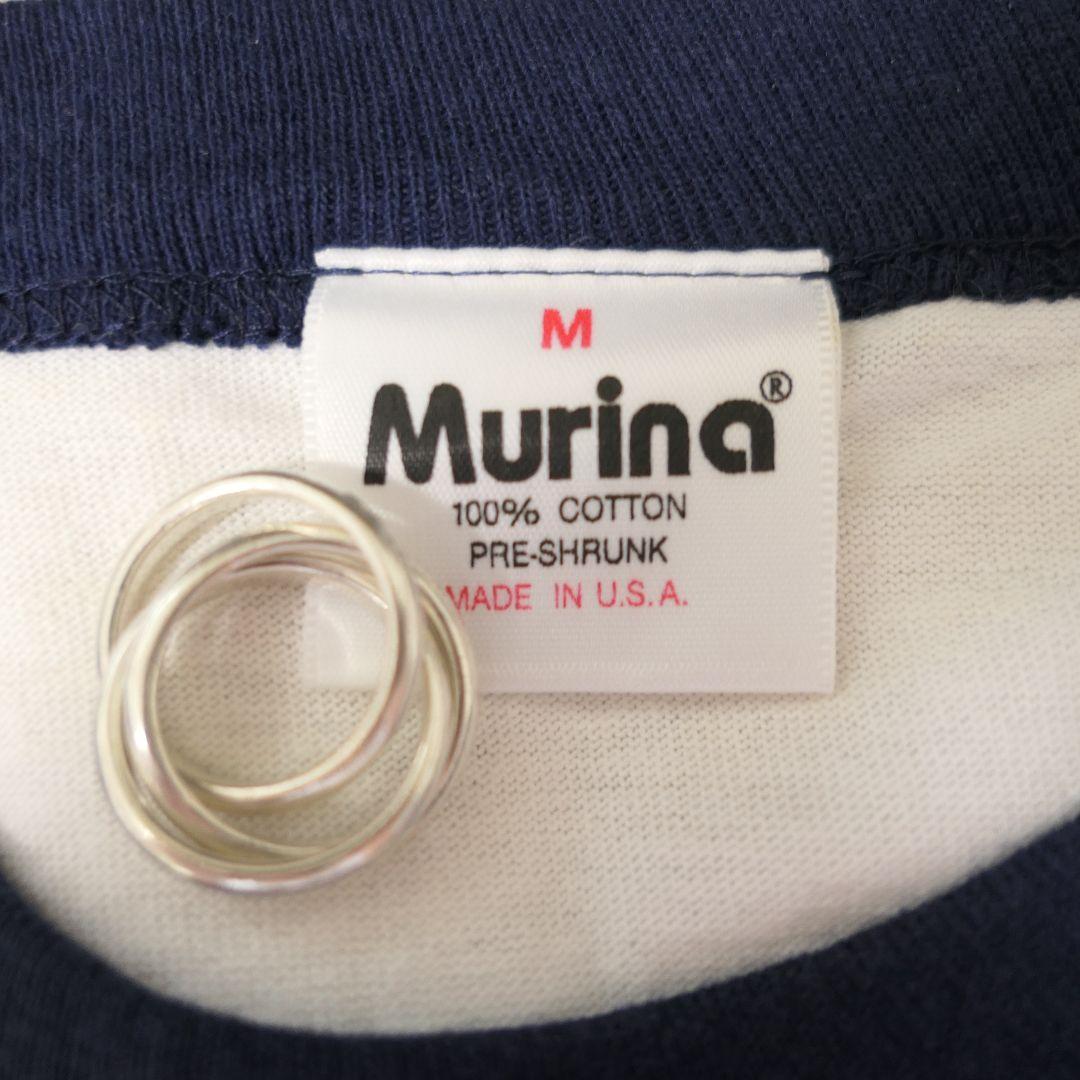 M
Murina®
100% COTTON
PRE-SHRUNK
MADE IN U.S.A.